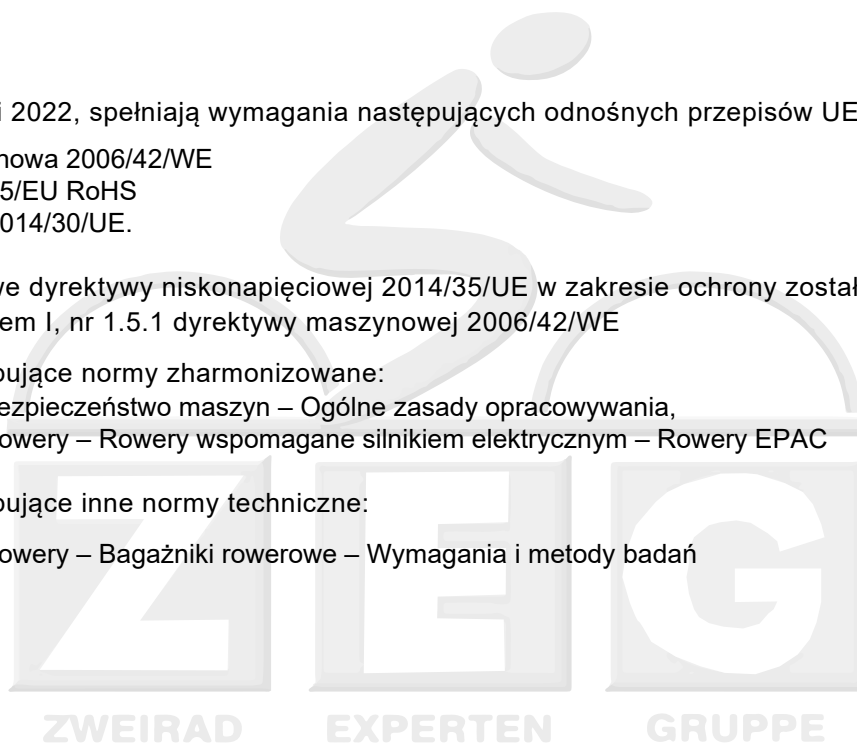 i 2022, spełniają wymagania następujących odnośnych przepisów UE
nowa 2006/42/WE
5/EU RoHS
014/30/UE.
we dyrektywy niskonapięciowej 2014/35/UE w zakresie ochrony został
em I, nr 1.5.1 dyrektywy maszynowej 2006/42/WE
pujące normy zharmonizowane:
ezpieczeństwo maszyn – Ogólne zasady opracowywania,
owery – Rowery wspomagane silnikiem elektrycznym – Rowery EPAC
pujące inne normy techniczne:
owery – Bagażniki rowerowe – Wymagania i metody badań
ZEG
ZWEIRAD EXPERTEN GRUPPE